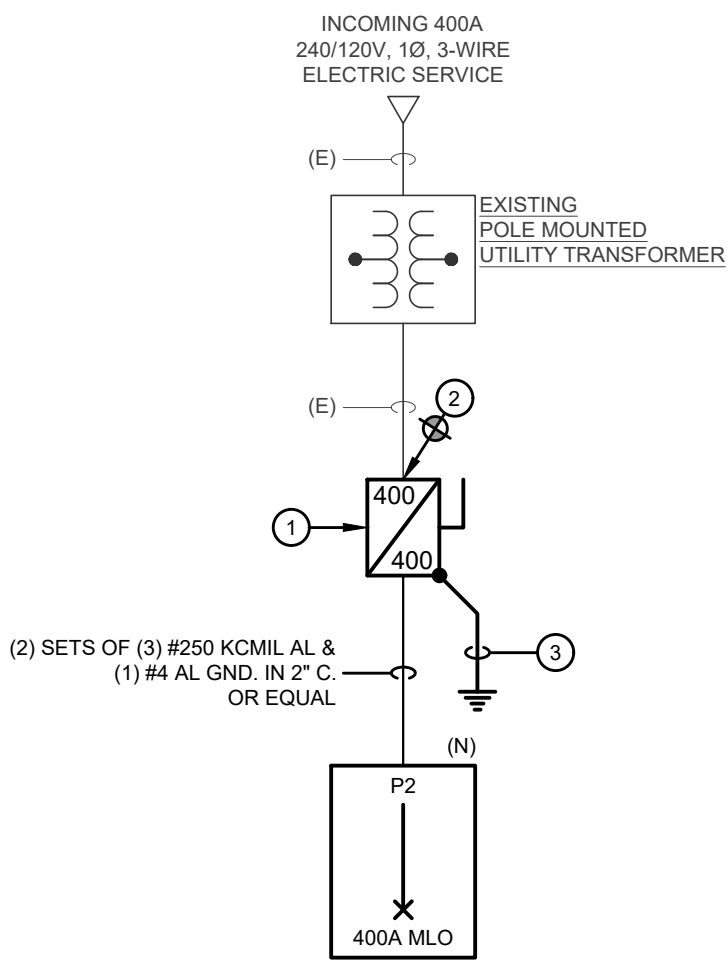 INCOMING 400A
240/120V, 1Ø, 3-WIRE
ELECTRIC SERVICE
(E)
EXISTING
POLE MOUNTED
UTILITY TRANSFORMER
(E)
2
400
400
1
(2) SETS OF (3) #250 KCMIL AL &
(1) #4 AL GND. IN 2" C.
OR EQUAL
3
(N)
P2
400A MLO